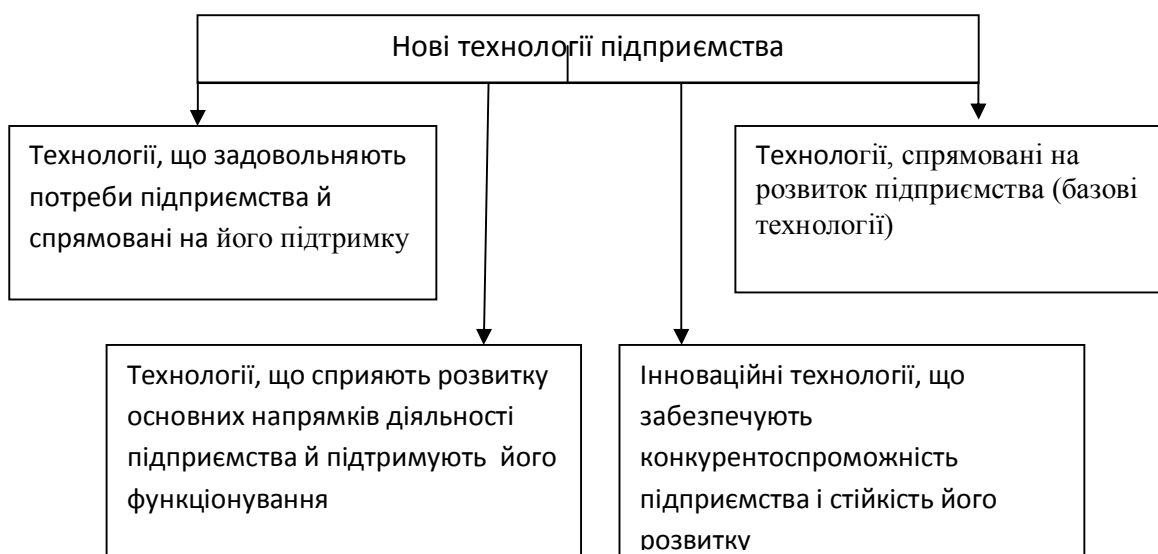 Нові технології підприємства
Технології, що задовольняють
потреби підприємства й
спрямовані на його підтримку
Технології, спрямовані на
розвиток підприємства (базові
технології)
Технології, що сприяють розвитку
основних напрямків діяльності
підприємства й підтримують його
функціонування
Інноваційні технології, що
забезпечують
конкурентоспроможність
підприємства і стійкість його
розвитку